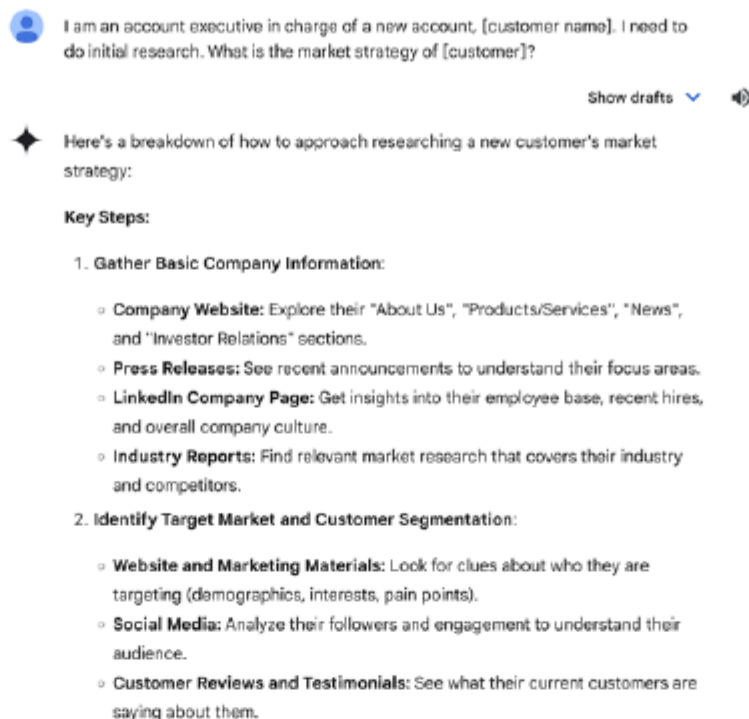 I am an account executive in charge of a new account, [customer name]. I need to
do initial research. What is the market strategy of [customer]?
Show drafts
Here's a breakdown of how to approach researching a new customer's market
strategy:
Key Steps:
1. Gather Basic Company Information:
◦ Company Website: Explore their "About Us", "Products/Services", "News",
and "Investor Relations" sections.
◦ Press Releases: See recent announcements to understand their focus areas.
◦ LinkedIn Company Page: Get insights into their employee base, recent hires,
and overall company culture.
◦ Industry Reports: Find relevant market research that covers their industry
and competitors.
2. Identify Target Market and Customer Segmentation:
◦ Website and Marketing Materials: Look for clues about who they are
targeting (demographics, interests, pain points).
◦ Social Media: Analyze their followers and engagement to understand their
audience.
◦ Customer Reviews and Testimonials: See what their current customers are
saying about them.